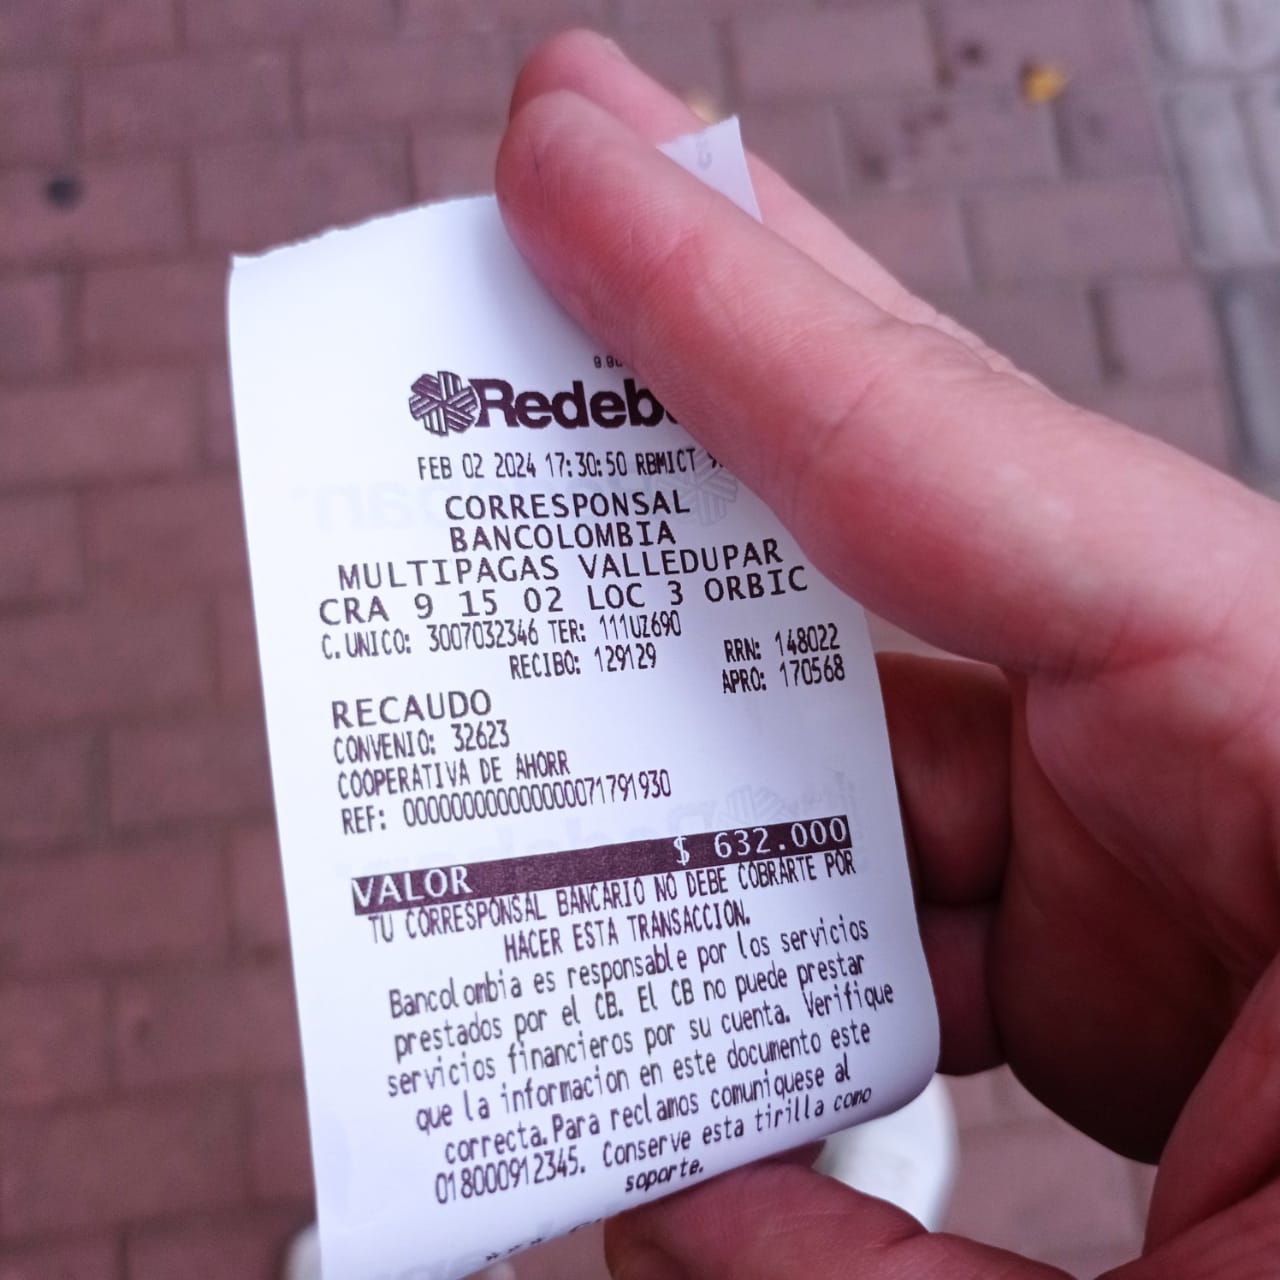 FEB 02 2024 17:30:50 RBMICT
CORRESPONSAL
BANCOLOMBIA
MULTIPAGAS VALLEDUPAR
CRA 9 15 02 LOC 3 ORBIC
C.UNICO: 3007032346 TER: 111UZ690
RECIBO: 129129 RRN: 148022
APRO: 170568
RECAUDO
CONVENIO: 32623
COOPERATIVA DE AHORR
REF: 0000000000000000071791930
VALOR $ 632.000
TU CORRESPONSAL BANCARIO NO DEBE COBRARTE POR
HACER ESTA TRANSACCION.
Bancolombia es responsable por los servicios
prestados por el CB. El CB no puede prestar
servicios financieros por su cuenta. Verifique
que la informacion en este documento este
correcta. Para reclamos comuniquese al
018000912345. Conserve esta tirilla como
soporte.